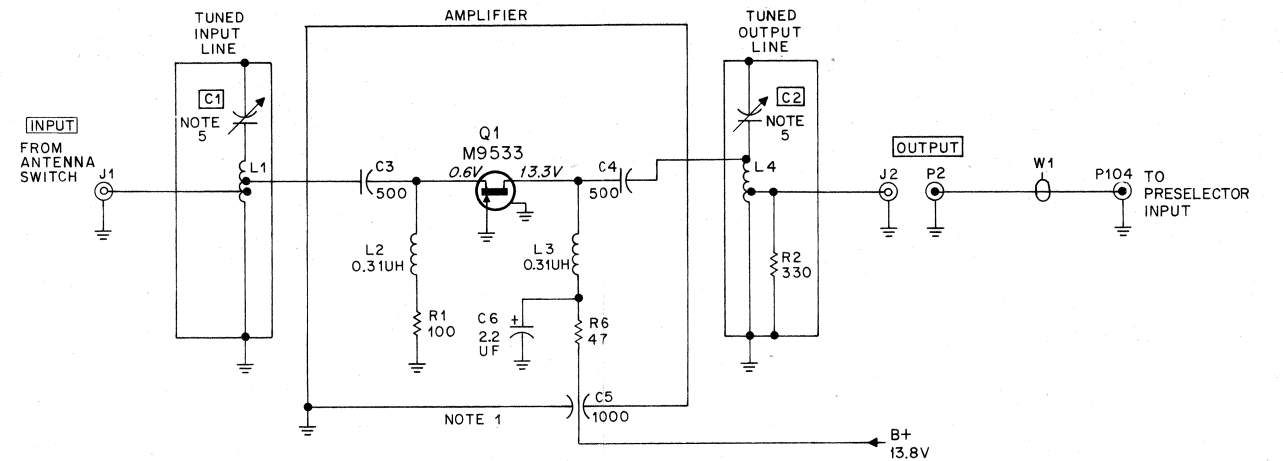 AMPLIFIER
TUNED
INPUT
LINE
TUNED
OUTPUT
LINE
C1
NOTE
5
C2
NOTE
5
INPUT
FROM
ANTENNA
SWITCH
J1
L1
C3
500
Q1
M9533
0.6V
13.3V
C4
500
L4
OUTPUT
J2
P2
W1
P104
TO
PRESELECTOR
INPUT
L2
0.31UH
L3
0.31UH
R2
330
R1
100
C6
+
2.2
UF
R6
47
C5
1000
NOTE 1
B+
13.8V